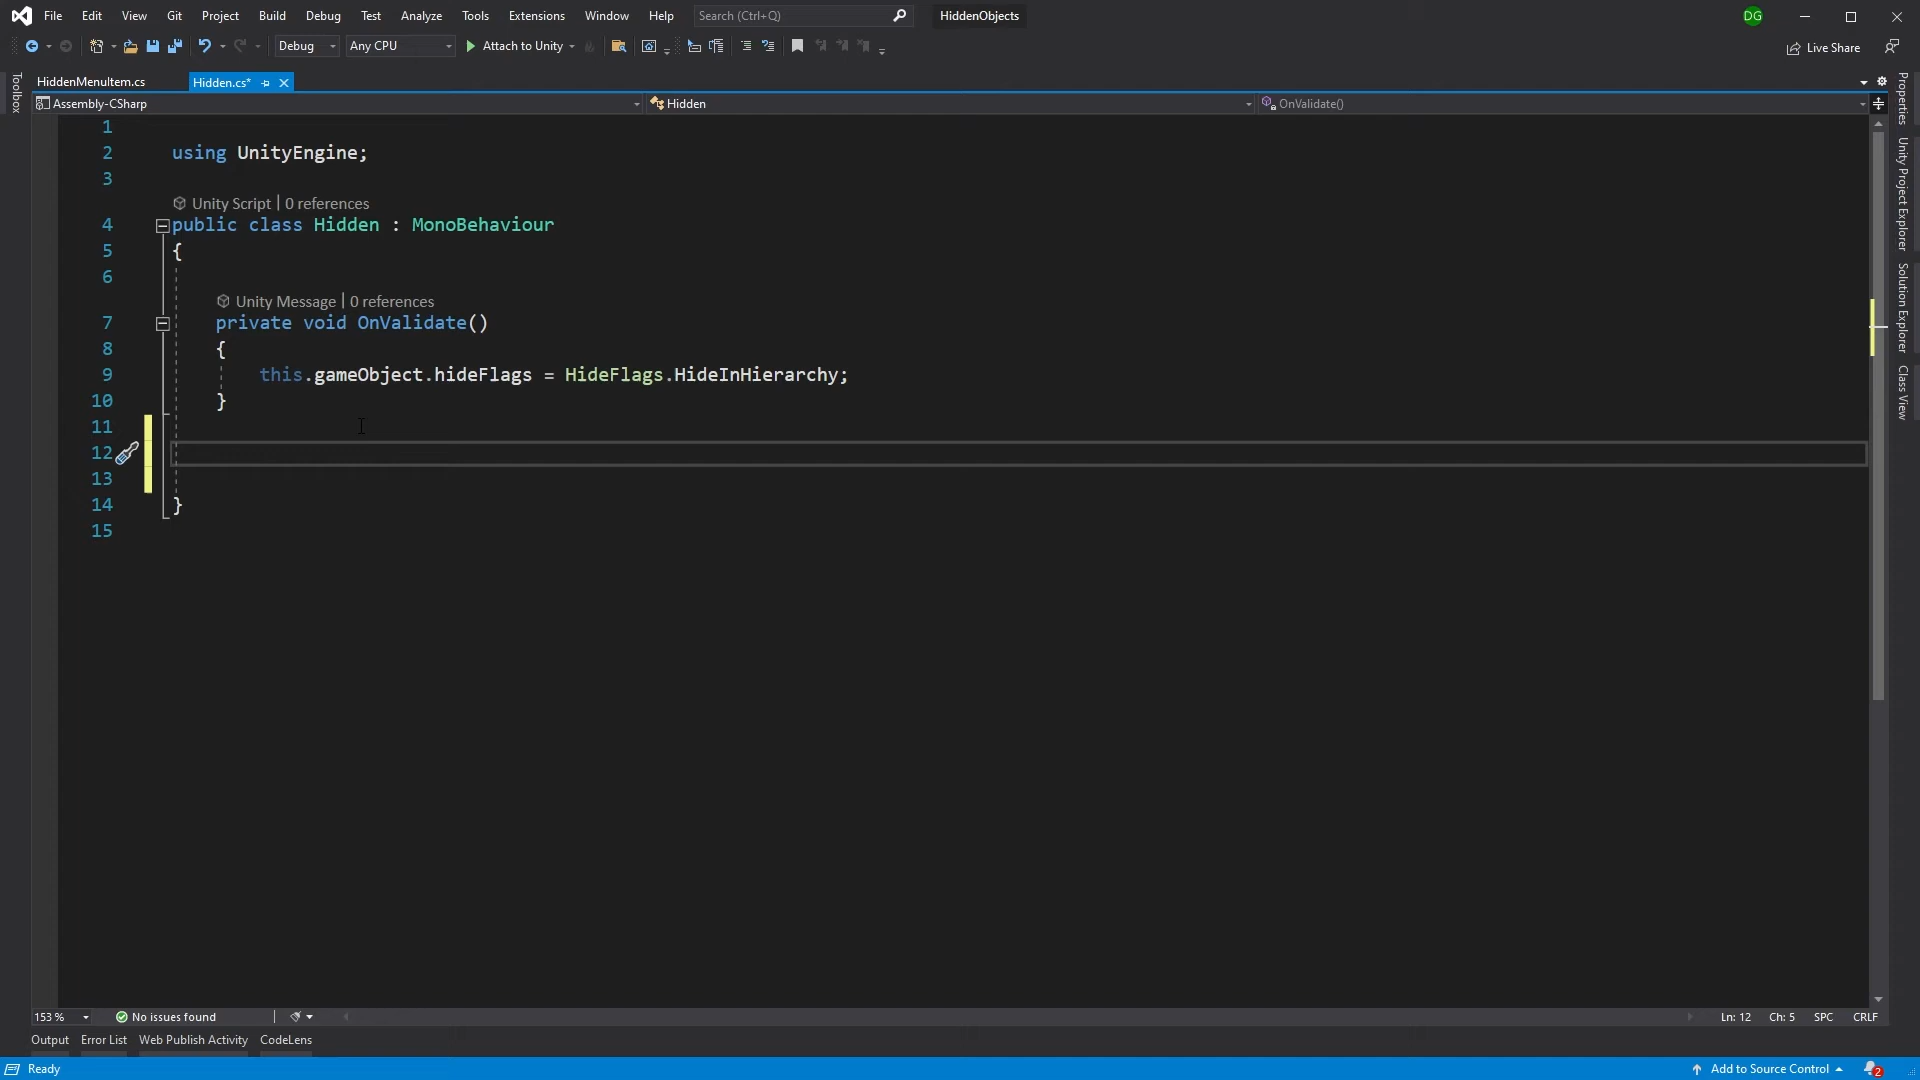 File Edit View Git Project Build Debug Test Analyze Tools Extensions Window Help Search (Ctrl+Q) HiddenObjects DG
Debug Any CPU Attach to Unity Live Share
HiddenMenuItem.cs Hidden.cs*
Assembly-CSharp Hidden OnValidate()
Toolbox
Properties
Unity Project Explorer
Solution Explorer
Class View
1
2 using UnityEngine;
3
Unity Script | 0 references
4 public class Hidden : MonoBehaviour
5 {
6
Unity Message | 0 references
7 private void OnValidate()
8 {
9 this.gameObject.hideFlags = HideFlags.HideInHierarchy;
10 }
11
12
13
14 }
15
153 % No issues found Ln: 12 Ch: 5 SPC CRLF
Output Error List Web Publish Activity CodeLens
Ready Add to Source Control 2